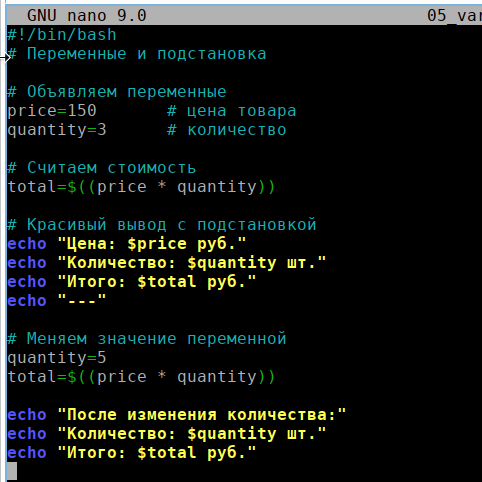 GNU nano 9.0 05_var
#!/bin/bash
# Переменные и подстановка
# Объявляем переменные
price=150 # цена товара
quantity=3 # количество
# Считаем стоимость
total=$((price * quantity))
# Красивый вывод с подстановкой
echo "Цена: $price руб."
echo "Количество: $quantity шт."
echo "Итого: $total руб."
echo "---"
# Меняем значение переменной
quantity=5
total=$((price * quantity))
echo "После изменения количества:"
echo "Количество: $quantity шт."
echo "Итого: $total руб."